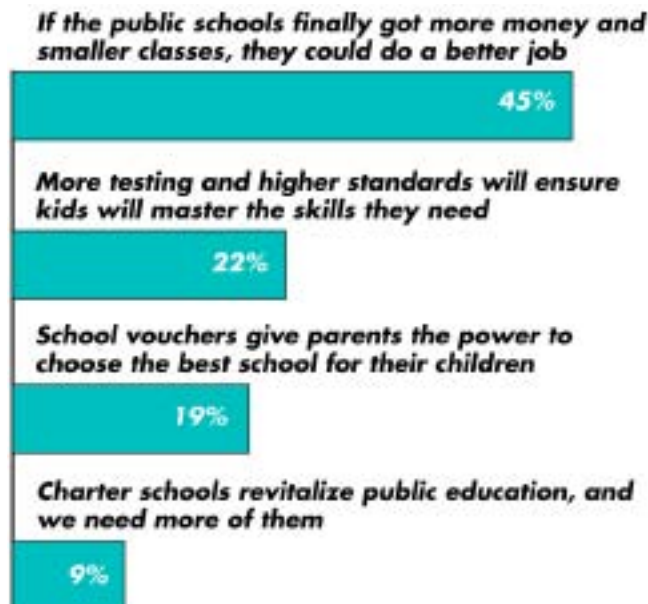 If the public schools finally got more money and
smaller classes, they could do a better job
45%
More testing and higher standards will ensure
kids will master the skills they need
22%
School vouchers give parents the power to
choose the best school for their children
19%
Charter schools revitalize public education, and
we need more of them
9%